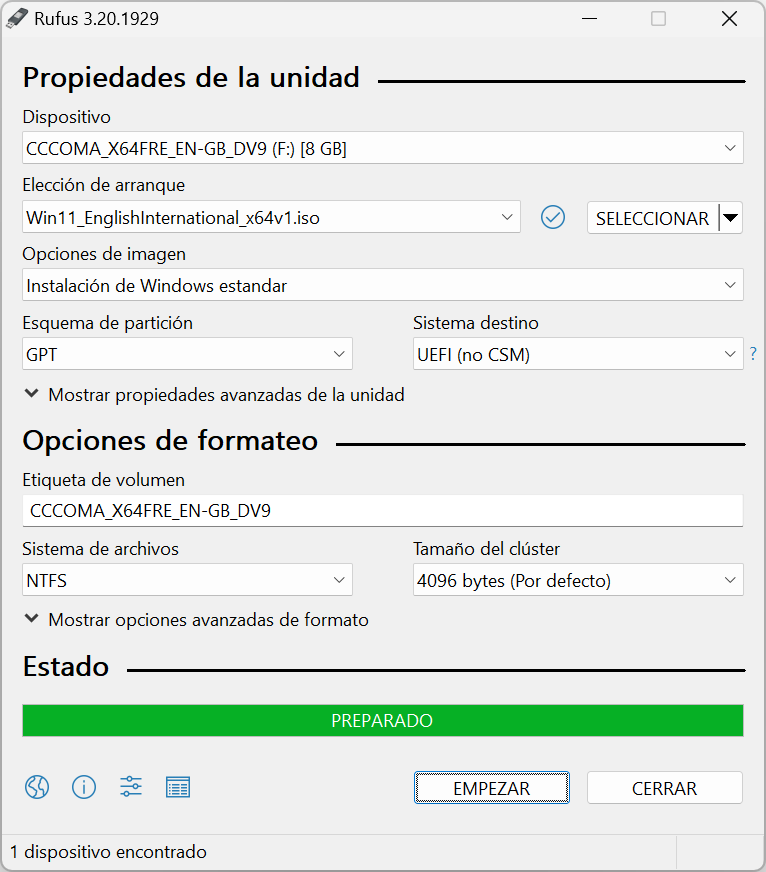 Rufus 3.20.1929
Propiedades de la unidad
Dispositivo
CCCOMA_X64FRE_EN-GB_DV9 (F:) [8 GB]
Elección de arranque
Win11_EnglishInternational_x64v1.iso
SELECCIONAR
Opciones de imagen
Instalación de Windows estandar
Esquema de partición
Sistema destino
GPT
UEFI (no CSM)
?
Mostrar propiedades avanzadas de la unidad
Opciones de formateo
Etiqueta de volumen
CCCOMA_X64FRE_EN-GB_DV9
Sistema de archivos
Tamaño del clúster
NTFS
4096 bytes (Por defecto)
Mostrar opciones avanzadas de formato
Estado
PREPARADO
EMPEZAR
CERRAR
1 dispositivo encontrado